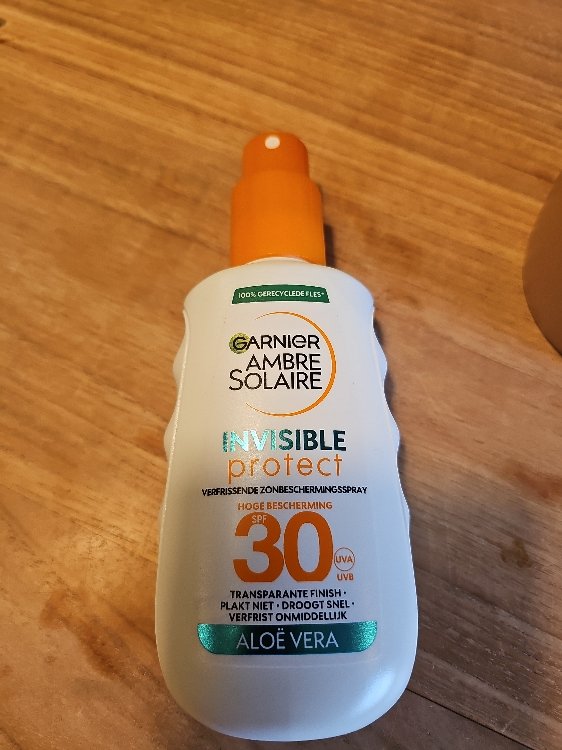 100% GERECYCLEDE FLES*
GARNIER
AMBRE
SOLAIRE
INVISIBLE
protect
VERFRISSENDE ZONBESCHERMINGSSPRAY
HOGE BESCHERMING
SPF
30
UVA
UVB
TRANSPARANTE FINISH •
PLAKT NIET • DROOGT SNEL •
VERFRIST ONMIDDELLIJK
ALOË VERA